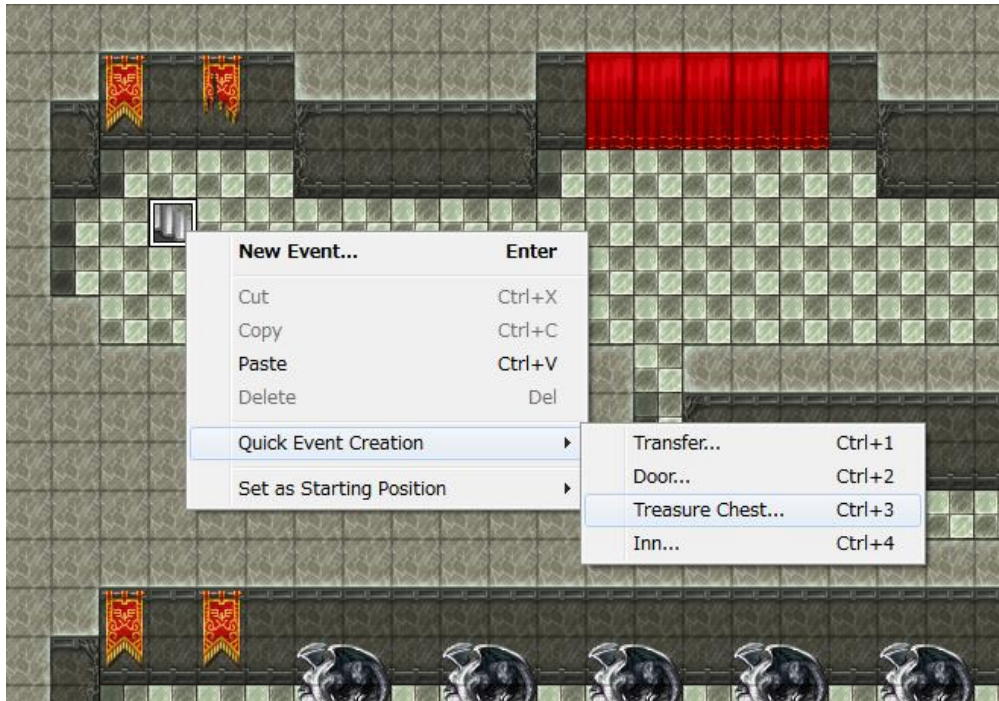 New Event... Enter
Cut Ctrl+X
Copy Ctrl+C
Paste Ctrl+V
Delete Del
Quick Event Creation
Set as Starting Position
Transfer... Ctrl+1
Door... Ctrl+2
Treasure Chest... Ctrl+3
Inn... Ctrl+4